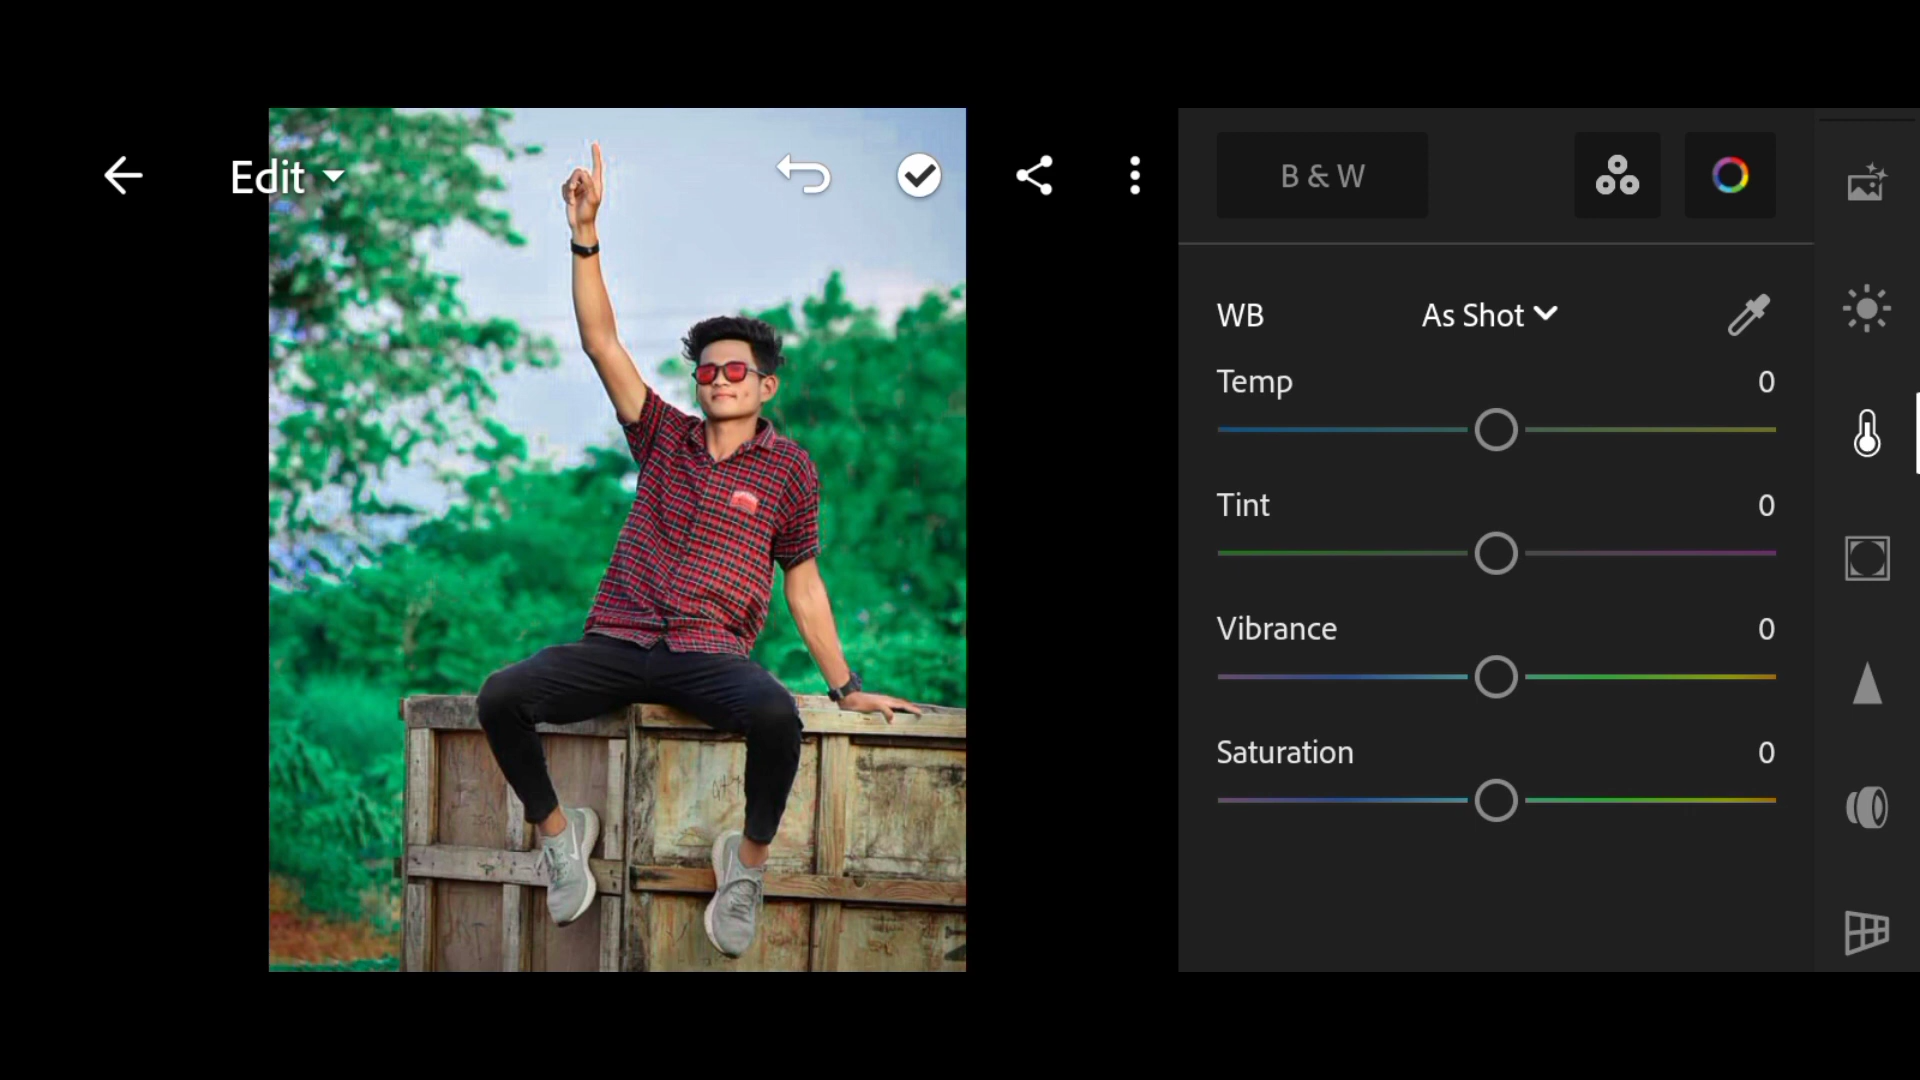 Edit
B & W
WB As Shot
Temp 0
Tint 0
Vibrance 0
Saturation 0